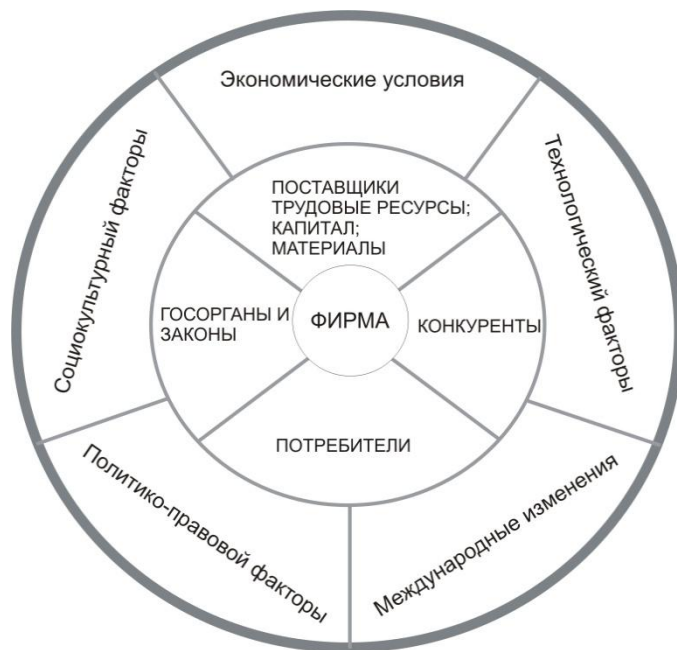 Экономические условия
Социокультурный факторы
Технологический факторы
ПОСТАВЩИКИ
ТРУДОВЫЕ РЕСУРСЫ;
КАПИТАЛ;
МАТЕРИАЛЫ
ГОСОРГАНЫ И
ЗАКОНЫ
ФИРМА
КОНКУРЕНТЫ
ПОТРЕБИТЕЛИ
Политико-правовой факторы
Международные изменения